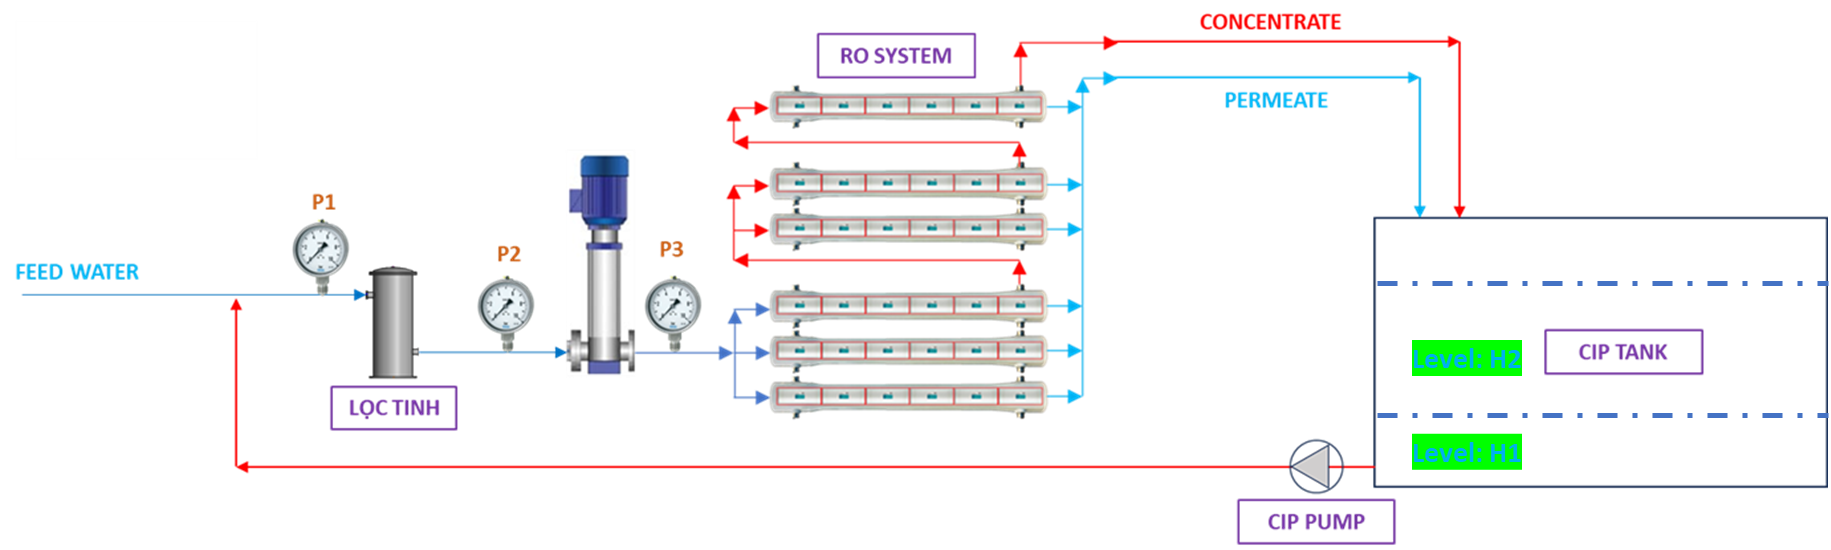 CONCENTRATE
RO SYSTEM
PERMEATE
P1
P2
P3
FEED WATER
Level: H2
CIP TANK
LỌC TINH
Level: H1
CIP PUMP